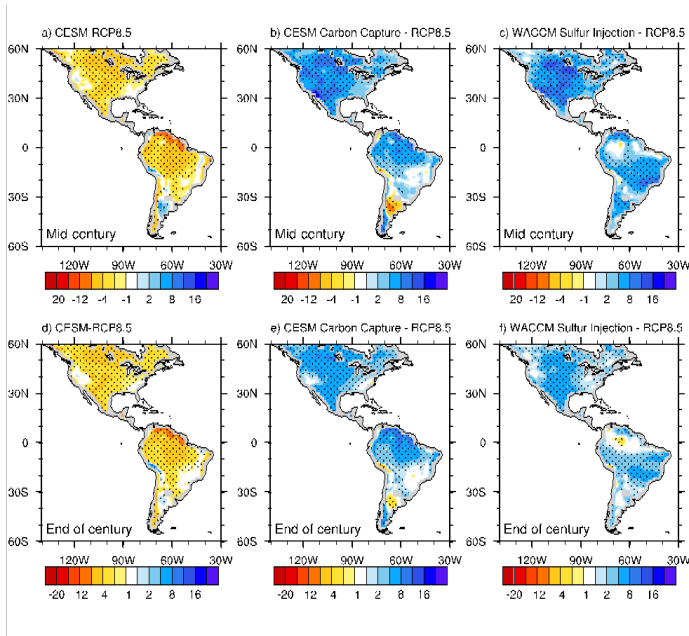 a) CESM RCP8.5
b) CESM Carbon Capture - RCP8.5
c) WACCM Sulfur Injection - RCP8.5
60N 60N 60N
30N 30N 30N
0 0 0
30S 30S 30S
Mid century Mid century Mid century
60S 60S 60S
120W 90W 60W 30W 120W 90W 60W 30W 120W 90W 60W 30W
20 -12 -4 -1 2 8 16 -20 -12 -4 -1 2 8 16 20 -12 -4 -1 2 8 16
d) CFSM-RCP8.5
e) CESM Carbon Capture - RCP8.5
f) WACCM Sulfur Injection - RCP8.5
60N 60N 60N
30N 30N 30N
0 0 0
30S 30S 30S
End of century End of century End of century
60S 60S 60S
120W 90W 60W 30W 120W 90W 60W 30W 120W 90W 60W 30W
-20 12 4 1 2 8 16 -20 -12 4 1 2 8 16 -20 -12 4 1 2 8 16